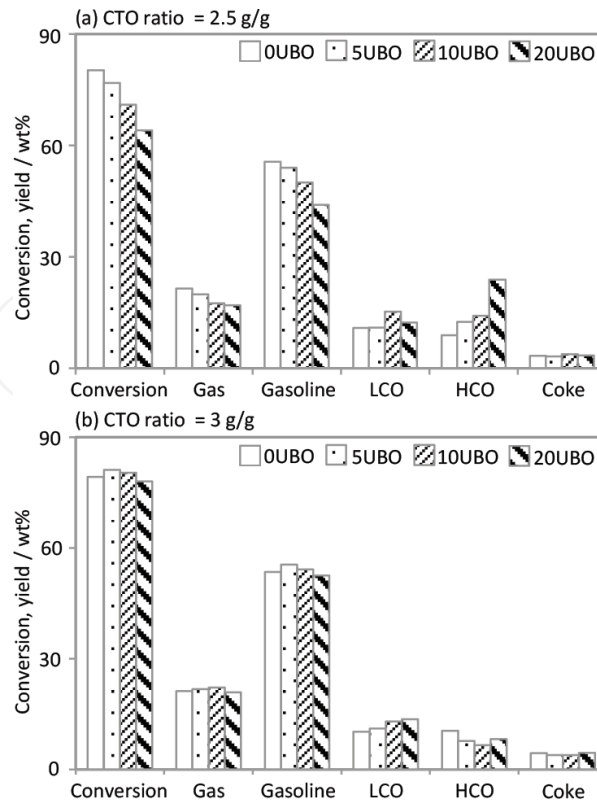 (a) CTO ratio = 2.5 g/g
90
0UBO 5UBO 10UBO 20UBO
60
Conversion, yield / wt%
30
0
Conversion Gas Gasoline LCO HCO Coke
(b) CTO ratio = 3 g/g
90
0UBO 5UBO 10UBO 20UBO
60
Conversion, yield / wt%
30
0
Conversion Gas Gasoline LCO HCO Coke